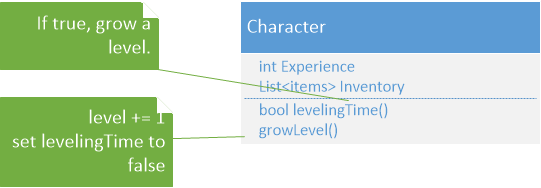 If true, grow a
level.
level += 1
set levelingTime to
false
Character
int Experience
List<items> Inventory
bool levelingTime()
growLevel()